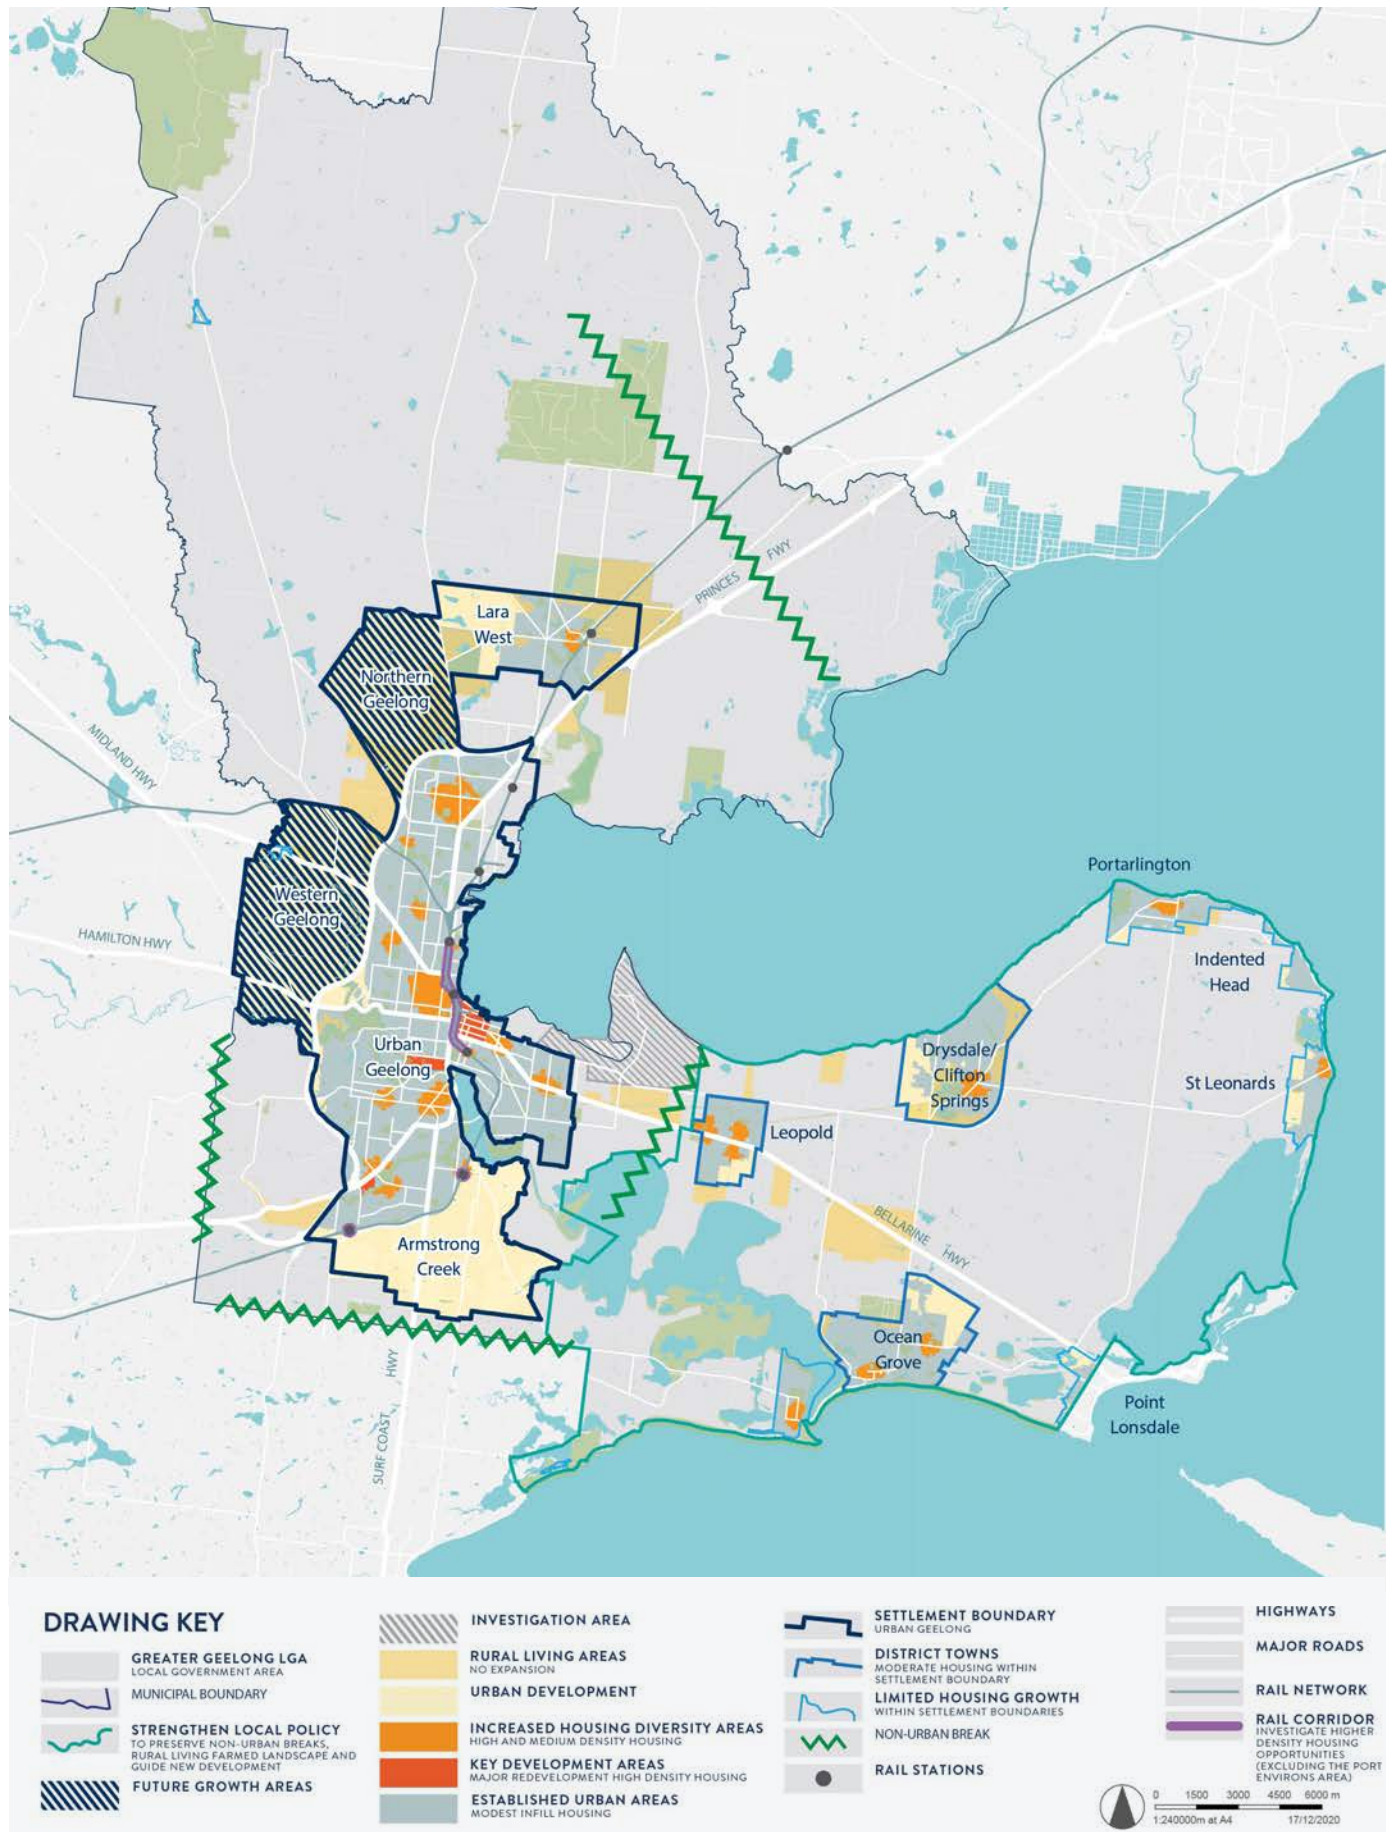 Lara
West
PRINCES FWY
Northern
Geelong
MIDLAND HWY
Western
Geelong
HAMILTON HWY
Portarlington
Indented
Head
Urban
Geelong
Drysdale/
Clifton
Springs
St Leonards
Leopold
Armstrong
Creek
BELLARINE HWY
Ocean
Grove
Point
Lonsdale
SURF COAST HWY
DRAWING KEY
GREATER GEELONG LGA
LOCAL GOVERNMENT AREA
MUNICIPAL BOUNDARY
STRENGTHEN LOCAL POLICY
TO PRESERVE NON-URBAN BREAKS,
RURAL LIVING FARMED LANDSCAPE AND
GUIDE NEW DEVELOPMENT
FUTURE GROWTH AREAS
INVESTIGATION AREA
RURAL LIVING AREAS
NO EXPANSION
URBAN DEVELOPMENT
INCREASED HOUSING DIVERSITY AREAS
HIGH AND MEDIUM DENSITY HOUSING
KEY DEVELOPMENT AREAS
MAJOR REDEVELOPMENT HIGH DENSITY HOUSING
ESTABLISHED URBAN AREAS
MODEST INFILL HOUSING
SETTLEMENT BOUNDARY
URBAN GEELONG
DISTRICT TOWNS
MODERATE HOUSING WITHIN
SETTLEMENT BOUNDARY
LIMITED HOUSING GROWTH
WITHIN SETTLEMENT BOUNDARIES
NON-URBAN BREAK
RAIL STATIONS
HIGHWAYS
MAJOR ROADS
RAIL NETWORK
RAIL CORRIDOR
INVESTIGATE HIGHER
DENSITY HOUSING
OPPORTUNITIES
(EXCLUDING THE PORT
ENVIRONS AREA)
0 1500 3000 4500 6000 m
1:240000m at A4 17/12/2020